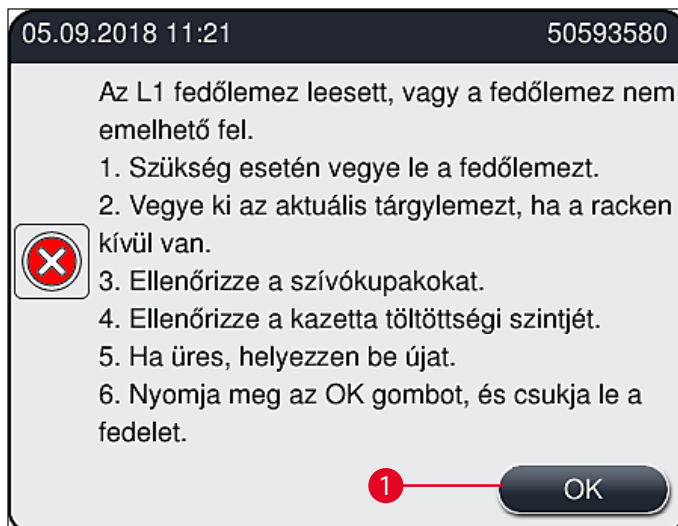 05.09.2018 11:21 50593580
Az L1 fedőlemez leesett, vagy a fedőlemez nem
emelhető fel.
1. Szükség esetén vegye le a fedőlemezt.
2. Vegye ki az aktuális tárgylemezt, ha a racken
kívül van.
3. Ellenőrizze a szívókupakokat.
4. Ellenőrizze a kazetta töltöttségi szintjét.
5. Ha üres, helyezzen be újat.
6. Nyomja meg az OK gombot, és csukja le a
fedelet.
1 OK